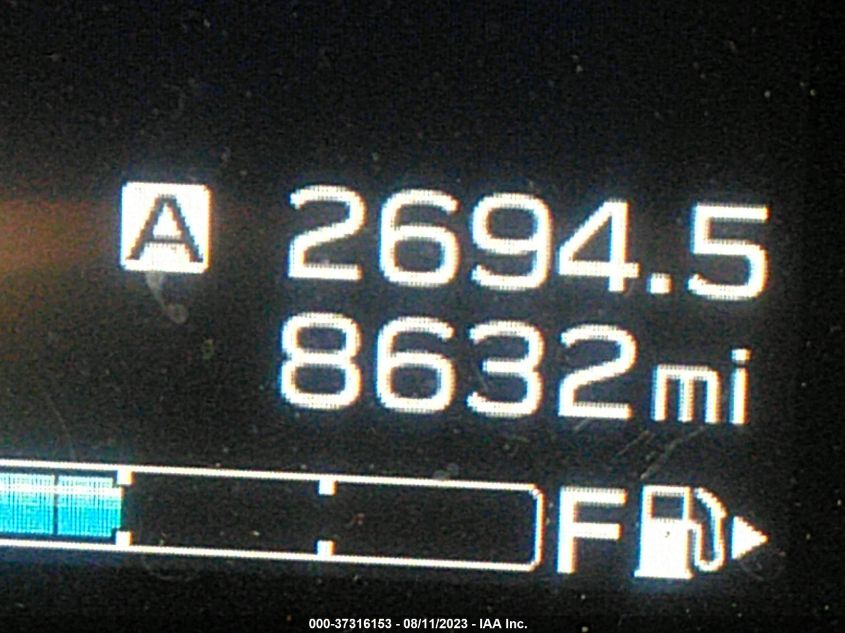 A 2694.5
8632mi
F
000-37316153 - 08/11/2023 - IAA Inc.